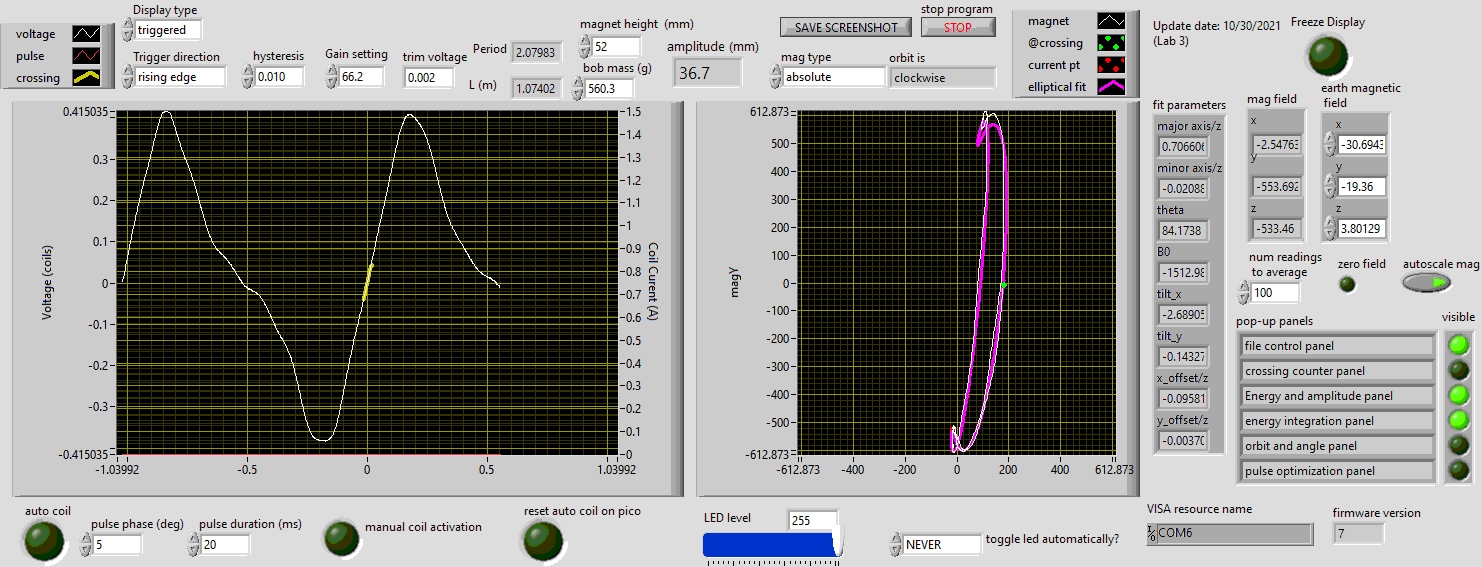 voltage
pulse
crossing
Display type
triggered
Trigger direction
rising edge
hysteresis
0.010
Gain setting
66.2
trim voltage
0.002
Period
2.07983
L (m)
1.07402
magnet height (mm)
52
bob mass (g)
560.3
amplitude (mm)
36.7
SAVE SCREENSHOT
stop program
STOP
mag type
absolute
orbit is
clockwise
magnet
@crossing
current pt
elliptical fit
Update date: 10/30/2021
(Lab 3)
Freeze Display
Voltage (coils)
0.415035
0.3
0.2
0.1
0
-0.1
-0.2
-0.3
-0.415035
-1.03992
-0.5
0
0.5
1.03992
1.5
1.4
1.3
1.2
1.1
1
0.9
0.8
0.7
0.6
0.5
0.4
0.3
0.2
0.1
0
Coil Curent (A)
magy
612.873
500
400
300
200
100
0
-100
-200
-300
-400
-500
-612.873
-612.873
-400
-200
0
200
400
612.873
fit parameters
major axis/z
0.70660
minor axis/z
-0.02088
theta
84.1738
B0
-1512.98
tilt_x
-2.68905
tilt_y
-0.14327
x_offset/z
-0.09581
y_offset/z
-0.00370
mag field
x
-2.54763
y
-553.692
z
-533.46
earth magnetic
field
x
-30.6943
y
-19.36
z
3.80129
num readings
to average
100
zero field
autoscale mag
pop-up panels
visible
file control panel
crossing counter panel
Energy and amplitude panel
energy integration panel
orbit and angle panel
pulse optimization panel
auto coil
pulse phase (deg)
5
pulse duration (ms)
20
manual coil activation
reset auto coil on pico
LED level
255
NEVER
toggle led automatically?
VISA resource name
COM6
firmware version
7